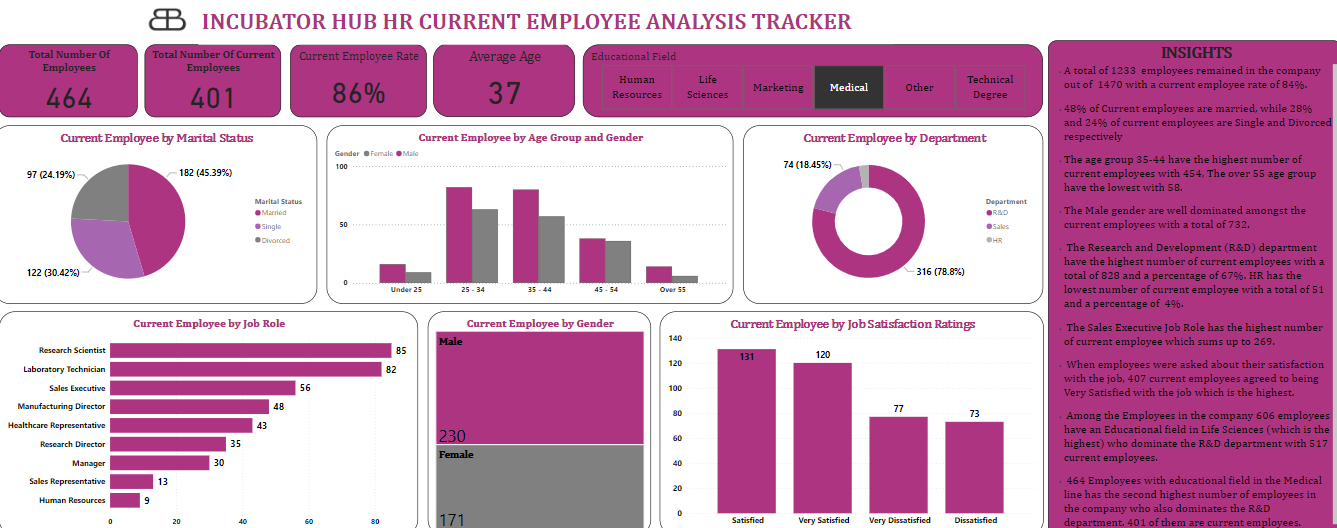 INCUBATOR HUB HR CURRENT EMPLOYEE ANALYSIS TRACKER
Total Number Of
Employees
464
Total Number Of Current
Employees
401
Current Employee Rate
86%
Average Age
37
Educational Field
Human
Resources
Life
Sciences
Marketing
Medical
Other
Technical
Degree
Current Employee by Marital Status
97 (24.19%)
182 (45.39%)
122 (30.42%)
Marital Status
Married
Single
Divorced
Current Employee by Age Group and Gender
Gender Female Male
100
50
0
Under 25
25 - 34
35 - 44
45 - 54
Over 55
Current Employee by Department
74 (18.45%)
316 (78.8%)
Department
R&D
Sales
HR
Current Employee by Job Role
Research Scientist 85
Laboratory Technician 82
Sales Executive 56
Manufacturing Director 48
Healthcare Representative 43
Research Director 35
Manager 30
Sales Representative 13
Human Resources 9
0 20 40 60 80
Current Employee by Gender
Male
230
Female
171
Current Employee by Job Satisfaction Ratings
140
120
100
80
60
40
20
0
131
120
77
73
Satisfied
Very Satisfied
Very Dissatisfied
Dissatisfied
INSIGHTS
· A total of 1233 employees remained in the company
out of 1470 with a current employee rate of 84%.
· 48% of Current employees are married, while 28%
and 24% of current employees are Single and Divorced
respectively
· The age group 35-44 have the highest number of
current employees with 454. The over 55 age group
have the lowest with 58.
· The Male gender are well dominated amongst the
current employees with a total of 732.
· The Research and Development (R&D) department
have the highest number of current employees with a
total of 828 and a percentage of 67%. HR has the
lowest number of current employee with a total of 51
and a percentage of 4%.
· The Sales Executive Job Role has the highest number
of current employee which sums up to 269.
· When employees were asked about their satisfaction
with the job, 407 current employees agreed to being
Very Satisfied with the job which is the highest.
· Among the Employees in the company 606 employees
have an Educational field in Life Sciences (which is the
highest) who dominate the R&D department with 517
current employees.
· 464 Employees with educational field in the Medical
line has the second highest number of employees in
the company who also dominates the R&D
department. 401 of them are current employees.